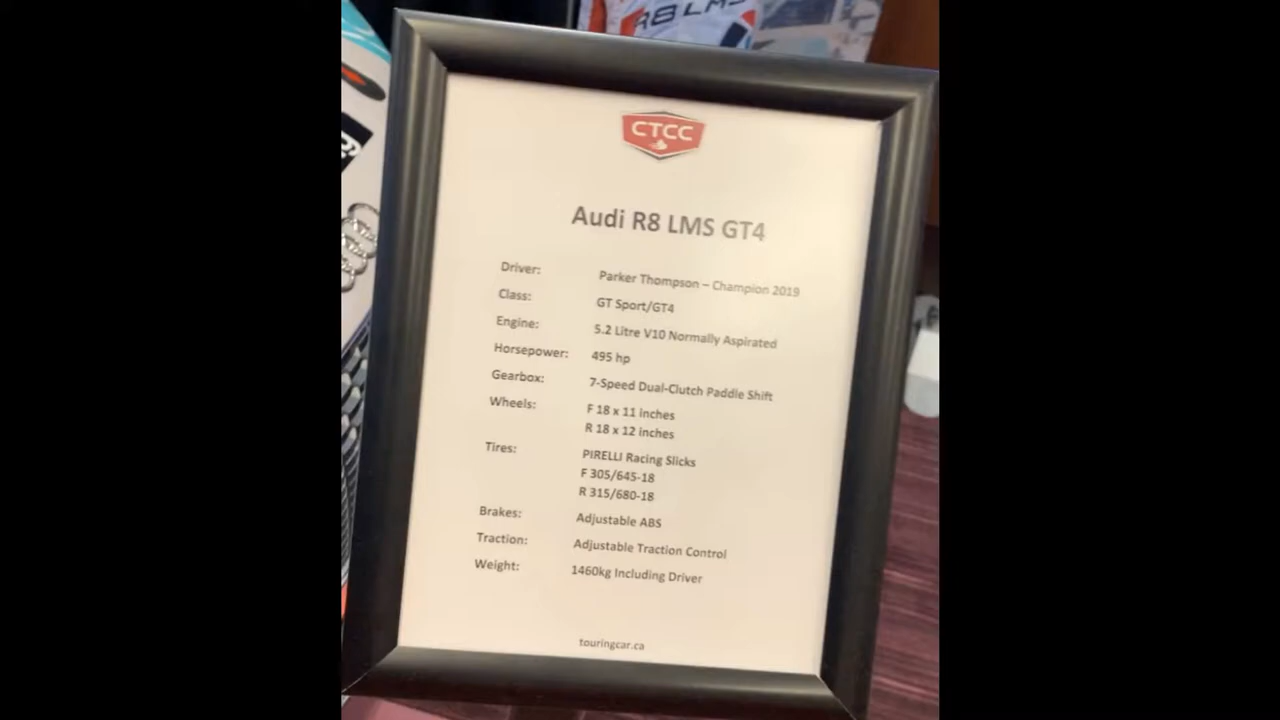 R8 LMS
CTCC
Audi R8 LMS GT4
Driver: Parker Thompson – Champion 2019
Class: GT Sport/GT4
Engine: 5.2 Litre V10 Normally Aspirated
Horsepower: 495 hp
Gearbox: 7-Speed Dual-Clutch Paddle Shift
Wheels: F 18 x 11 inches
R 18 x 12 inches
Tires: PIRELLI Racing Slicks
F 305/645-18
R 315/680-18
Brakes: Adjustable ABS
Traction: Adjustable Traction Control
Weight: 1460kg Including Driver
touringcar.ca